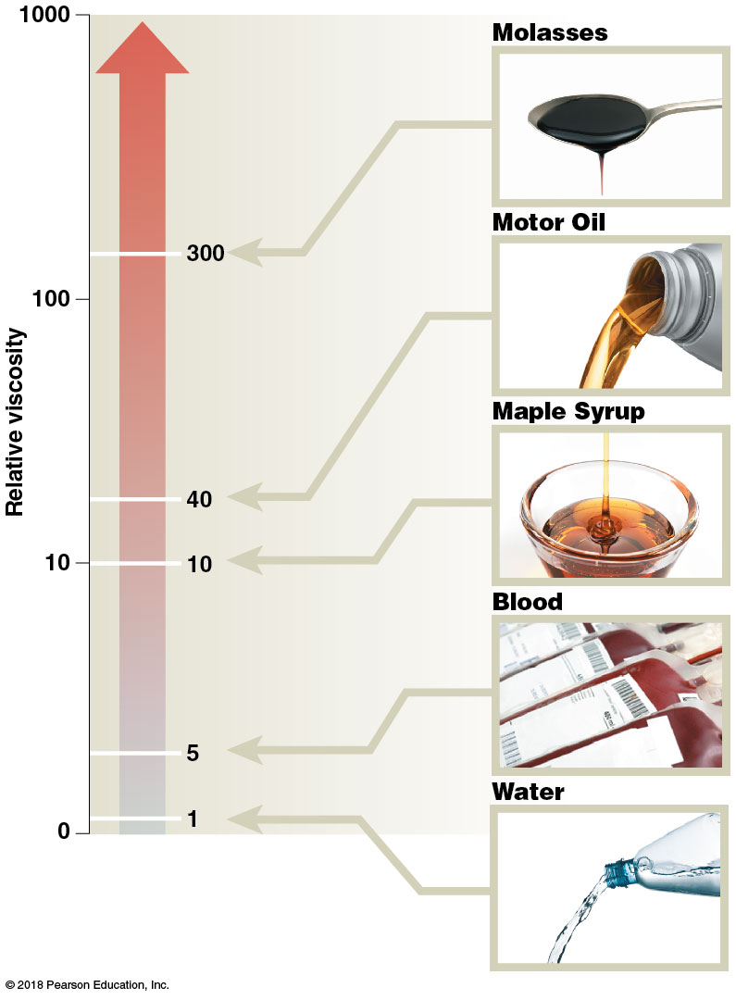 1000
Molasses
Motor Oil
300
100
Relative viscosity
Maple Syrup
40
10
10
Blood
5
Water
1
0
© 2018 Pearson Education, Inc.